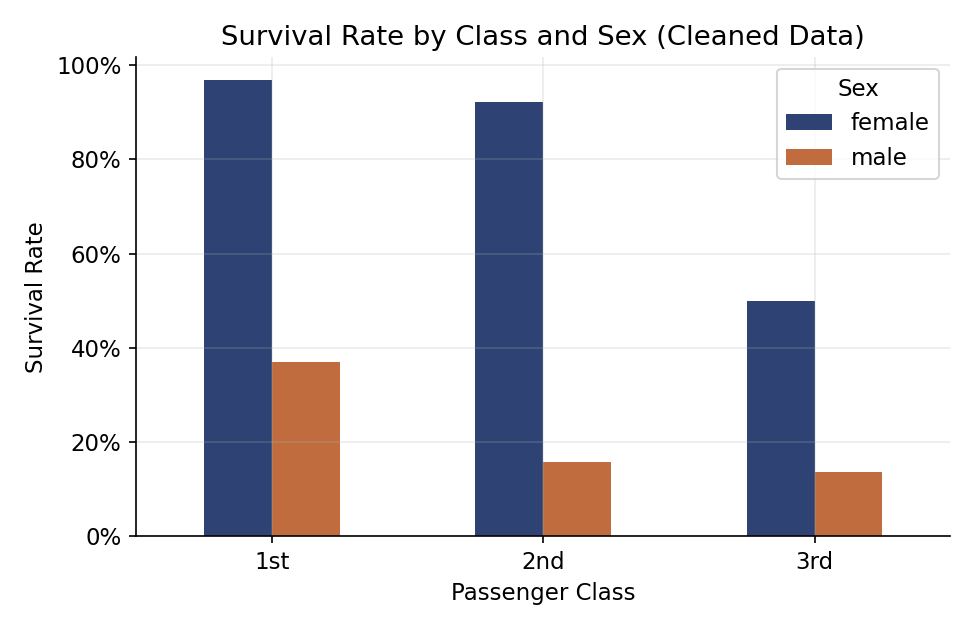 Survival Rate by Class and Sex (Cleaned Data)
Survival Rate
100%
80%
60%
40%
20%
0%
Sex
female
male
1st 2nd 3rd
Passenger Class